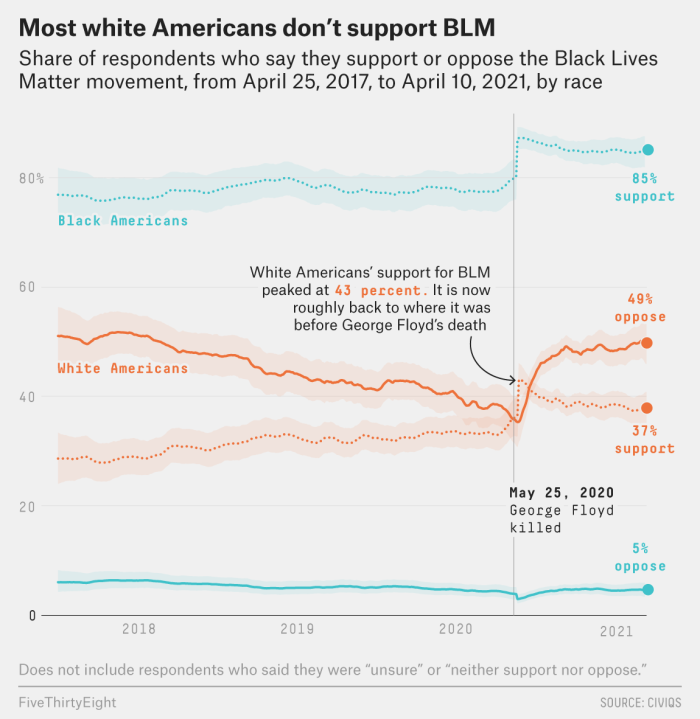 Most white Americans don’t support BLM
Share of respondents who say they support or oppose the Black Lives
Matter movement, from April 25, 2017, to April 10, 2021, by race
80%
85%
support
Black Americans
60
White Americans’ support for BLM
peaked at 43 percent. It is now
roughly back to where it was
before George Floyd’s death
49%
oppose
White Americans
40
37%
support
May 25, 2020
George Floyd
killed
20
5%
oppose
0
2018
2019
2020
2021
Does not include respondents who said they were “unsure” or “neither support nor oppose.”
FiveThirtyEight
SOURCE: CIVIQS